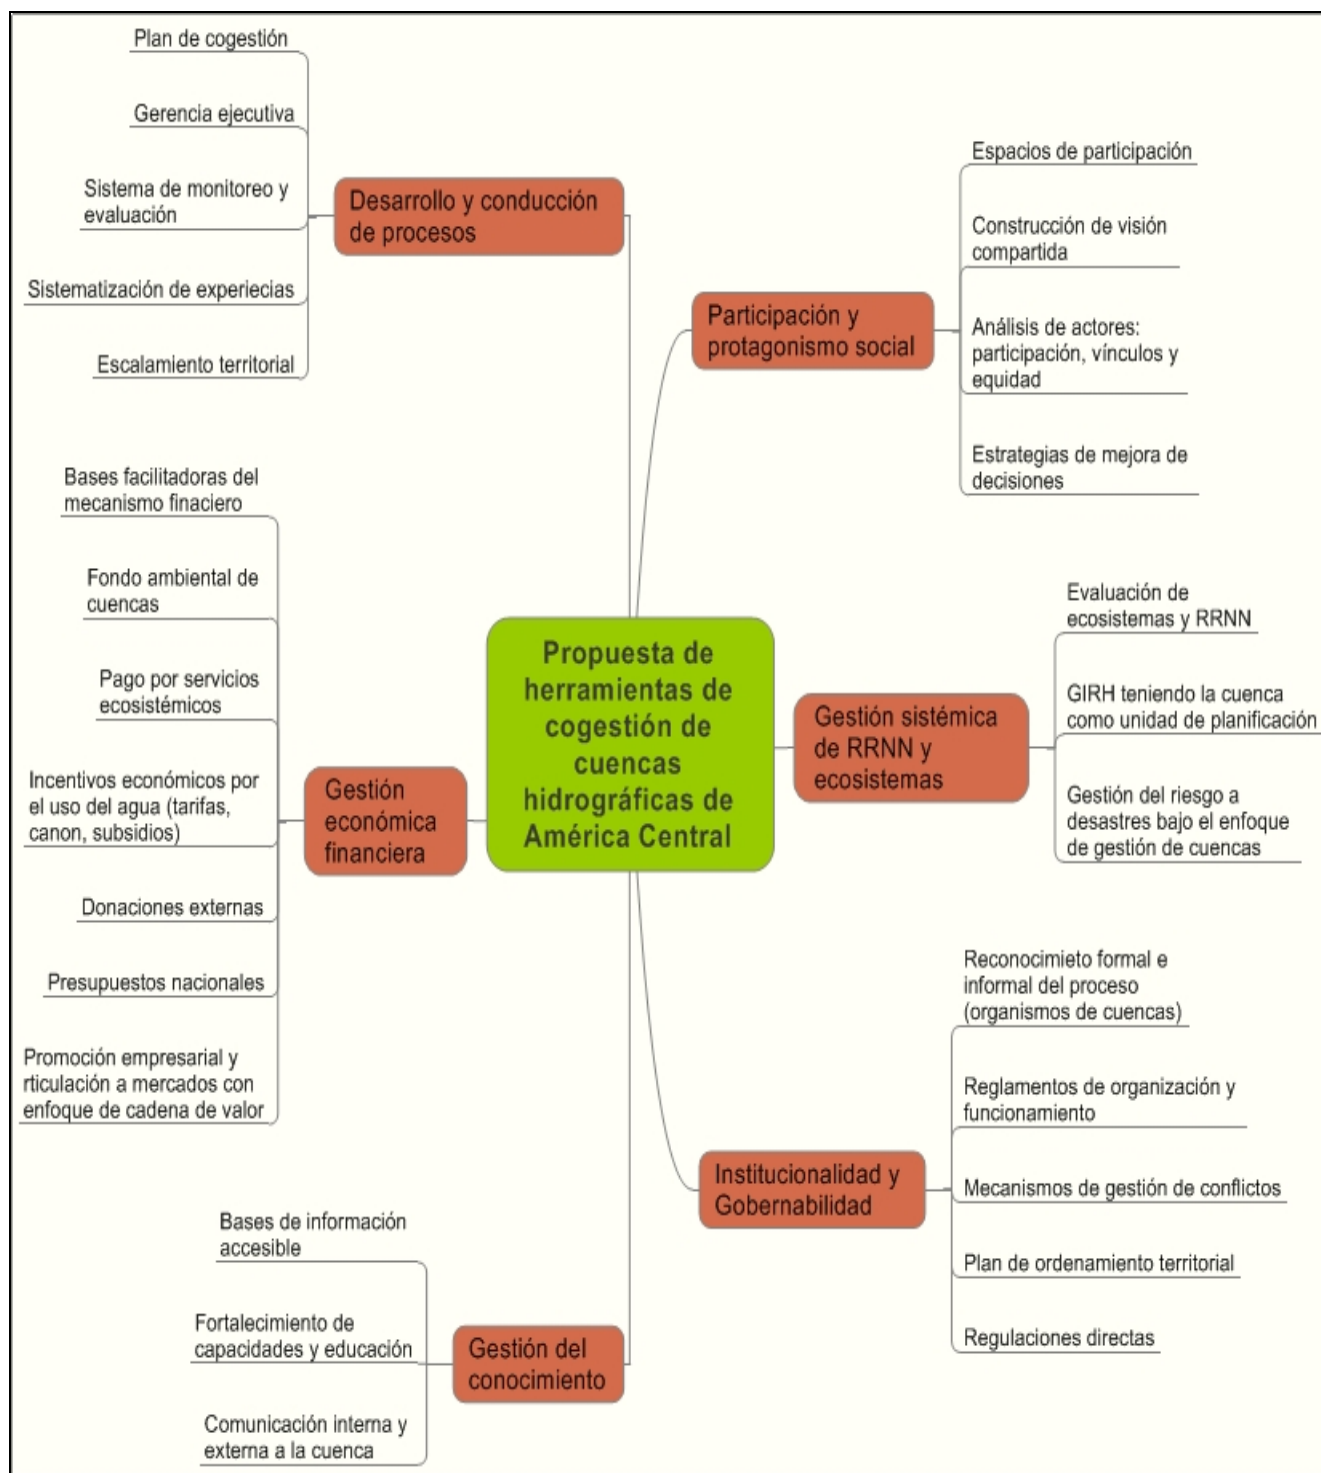 Plan de cogestión
Gerencia ejecutiva
Sistema de monitoreo y
evaluación
Sistematización de experiecias
Escalamiento territorial
Desarrollo y conducción
de procesos
Bases facilitadoras del
mecanismo finaciero
Fondo ambiental de
cuencas
Pago por servicios
ecosistémicos
Incentivos económicos por
el uso del agua (tarifas,
canon, subsidios)
Donaciones externas
Presupuestos nacionales
Promoción empresarial y
rticulación a mercados con
enfoque de cadena de valor
Gestión
económica
financiera
Bases de información
accesible
Fortalecimiento de
capacidades y educación
Comunicación interna y
externa a la cuenca
Gestión del
conocimiento
Propuesta de
herramientas de
cogestión de
cuencas
hidrográficas de
América Central
Participación y
protagonismo social
Espacios de participación
Construcción de visión
compartida
Análisis de actores:
participación, vínculos y
equidad
Estrategias de mejora de
decisiones
Gestión sistémica
de RRNN y
ecosistemas
Evaluación de
ecosistemas y RRNN
GIRH teniendo la cuenca
como unidad de planificación
Gestión del riesgo a
desastres bajo el enfoque
de gestión de cuencas
Institucionalidad y
Gobernabilidad
Reconocimieto formal e
informal del proceso
(organismos de cuencas)
Reglamentos de organización y
funcionamiento
Mecanismos de gestión de conflictos
Plan de ordenamiento territorial
Regulaciones directas